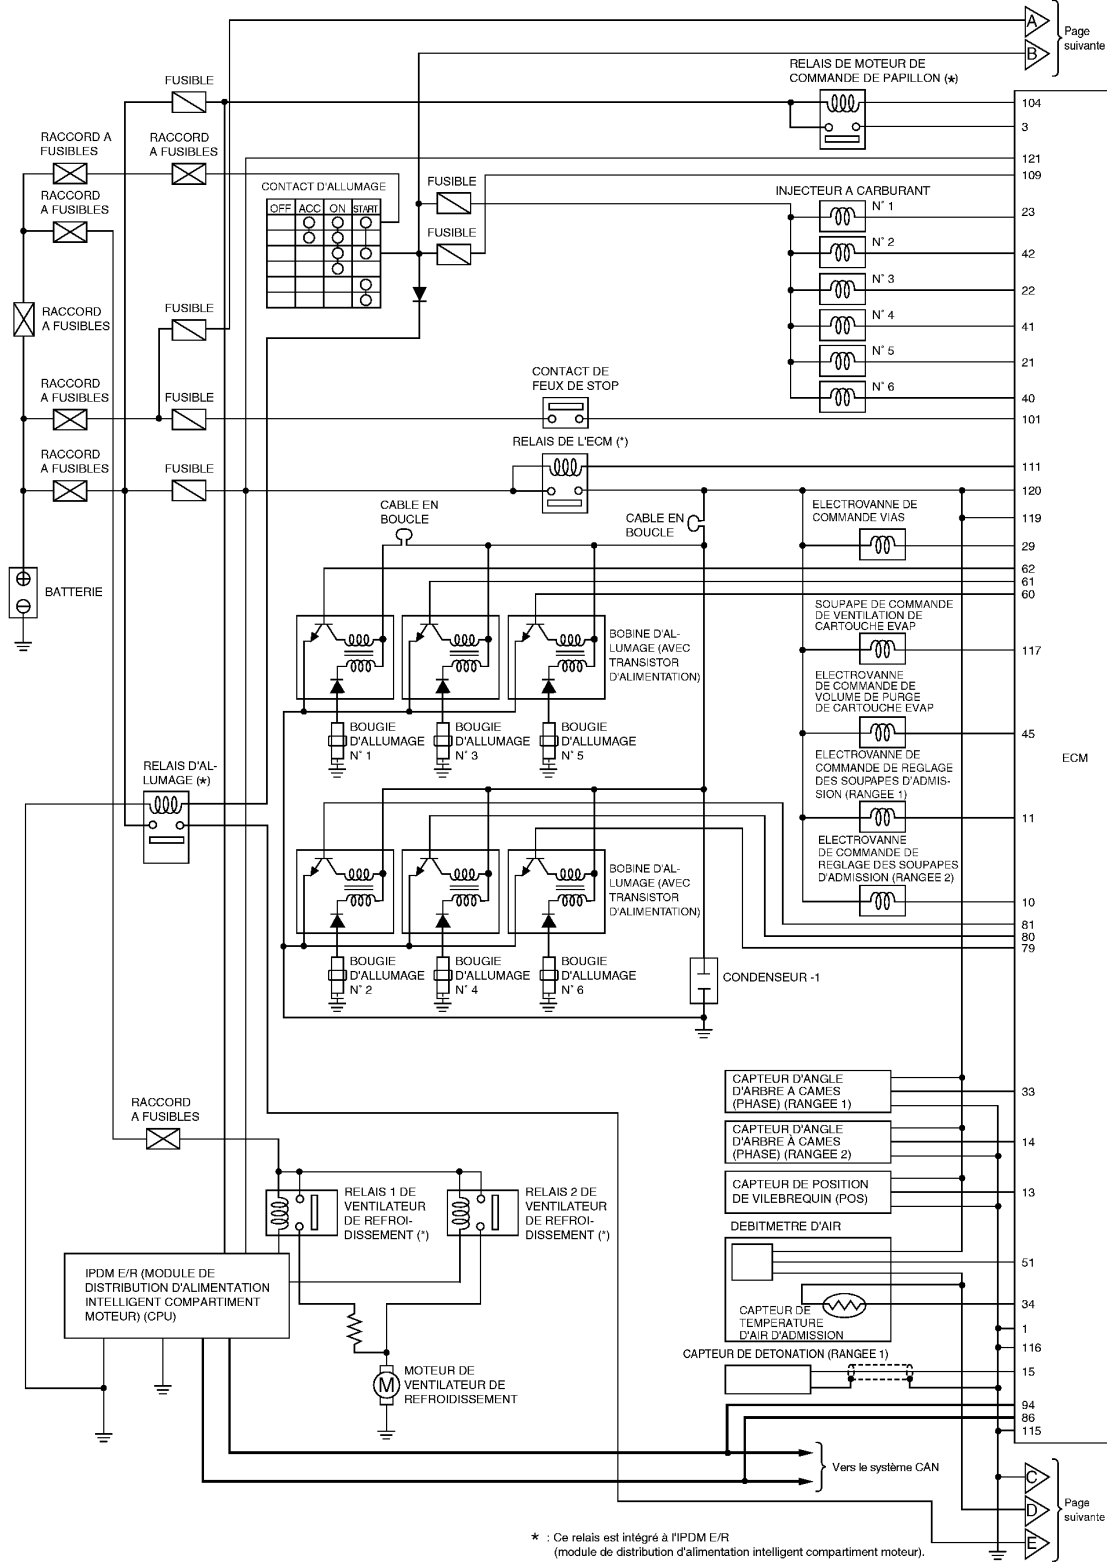 A
Page
suivante
B
RELAIS DE MOTEUR DE
COMMANDE DE PAPILLON (*)
FUSIBLE
104
3
RACCORD A
FUSIBLES
RACCORD
A FUSIBLES
121
109
CONTACT D'ALLUMAGE
OFF ACC ON START
FUSIBLE
INJECTEUR A CARBURANT
N° 1
23
RACCORD
A FUSIBLES
FUSIBLE
N° 2
42
N° 3
22
RACCORD
A FUSIBLES
FUSIBLE
N° 4
41
N° 5
21
N° 6
40
RACCORD
A FUSIBLES
FUSIBLE
CONTACT DE
FEUX DE STOP
101
RACCORD
A FUSIBLES
FUSIBLE
RELAIS DE L'ECM (*)
111
120
CABLE EN
BOUCLE
CABLE EN
BOUCLE
ELECTROVANNE DE
COMMANDE VIAS
119
29
62
61
60
BATTERIE
BOBINE D'AL-
LUMAGE (AVEC
TRANSISTOR
D'ALIMENTATION)
SOUPAPE DE COMMANDE
DE VENTILATION DE
CARTOUCHE EVAP
117
ELECTROVANNE
DE COMMANDE DE
VOLUME DE PURGE
DE CARTOUCHE EVAP
45
BOUGIE
D'ALLUMAGE
N° 1
BOUGIE
D'ALLUMAGE
N° 3
BOUGIE
D'ALLUMAGE
N° 5
ECM
RELAIS D'AL-
LUMAGE (*)
ELECTROVANNE DE
COMMANDE DE REGLAGE
DES SOUPAPES D'ADMIS-
SION (RANGEE 1)
11
ELECTROVANNE
DE COMMANDE DE
REGLAGE DES SOUPAPES
D'ADMISSION (RANGEE 2)
10
BOBINE D'AL-
LUMAGE (AVEC
TRANSISTOR
D'ALIMENTATION)
81
80
79
BOUGIE
D'ALLUMAGE
N° 2
BOUGIE
D'ALLUMAGE
N° 4
BOUGIE
D'ALLUMAGE
N° 6
CONDENSEUR -1
CAPTEUR D'ANGLE
D'ARBRE A CAMES
(PHASE) (RANGEE 1)
33
RACCORD
A FUSIBLES
CAPTEUR D'ANGLE
D'ARBRE À CAMES
(PHASE) (RANGEE 2)
14
CAPTEUR DE POSITION
DE VILEBREQUIN (POS)
13
RELAIS 1 DE
VENTILATEUR
DE REFROI-
DISSEMENT (*)
RELAIS 2 DE
VENTILATEUR
DE REFROI-
DISSEMENT (*)
DEBITMETRE D'AIR
51
IPDM E/R (MODULE DE
DISTRIBUTION D'ALIMENTATION
INTELLIGENT COMPARTIMENT
MOTEUR) (CPU)
34
CAPTEUR DE
TEMPERATURE
D'AIR D'ADMISSION
1
116
CAPTEUR DE DETONATION (RANGEE 1)
15
M
MOTEUR DE
VENTILATEUR DE
REFROIDISSEMENT
94
86
115
Vers le système CAN
C
D
E
Page
suivante
* : Ce relais est intégré à l'IPDM E/R
(module de distribution d'alimentation intelligent compartiment moteur).